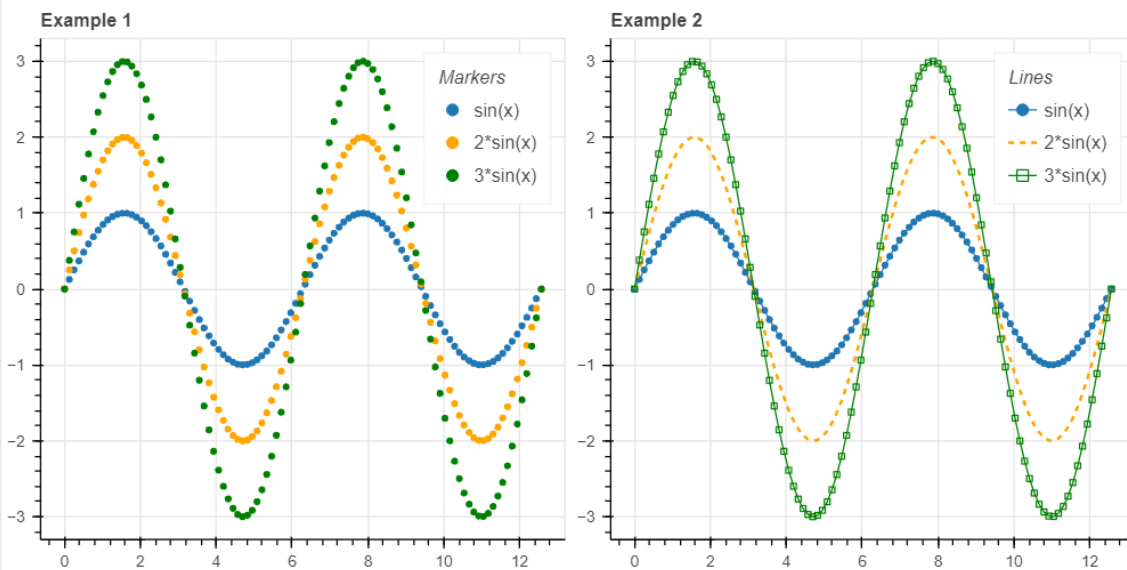 Example 1
Markers
sin(x)
2*sin(x)
3*sin(x)
3
2
1
0
−1
−2
−3
0 2 4 6 8 10 12
Example 2
Lines
sin(x)
2*sin(x)
3*sin(x)
3
2
1
0
−1
−2
−3
0 2 4 6 8 10 12